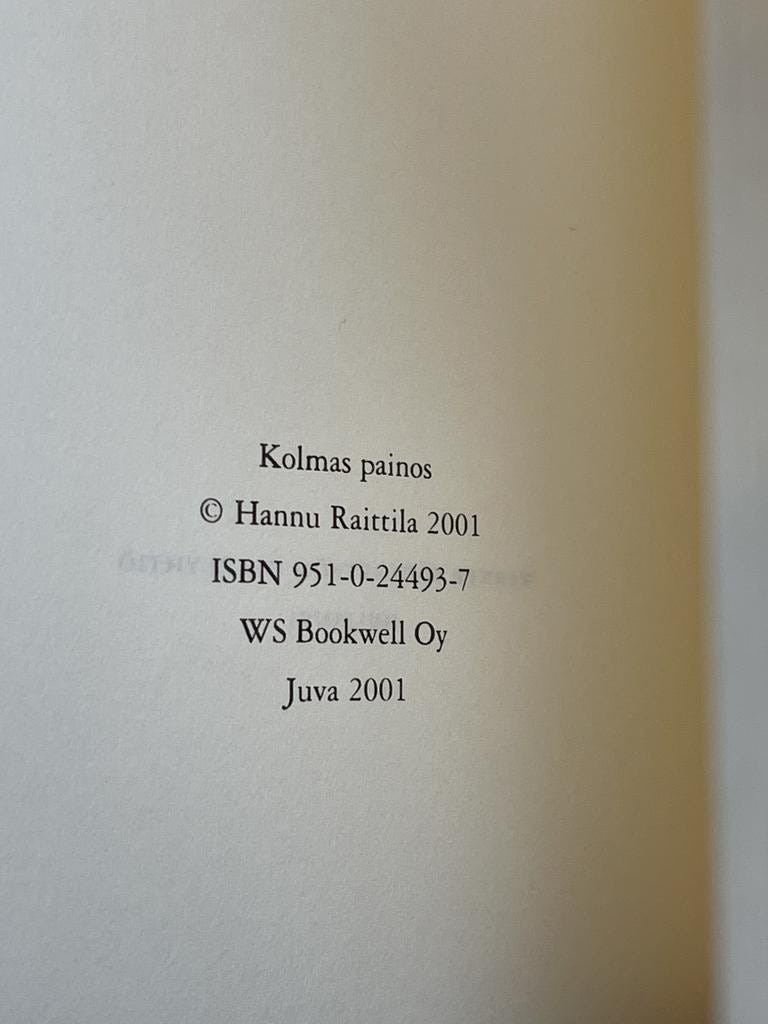 Kolmas painos
© Hannu Raittila 2001
ISBN 951-0-24493-7
WS Bookwell Oy
Juva 2001